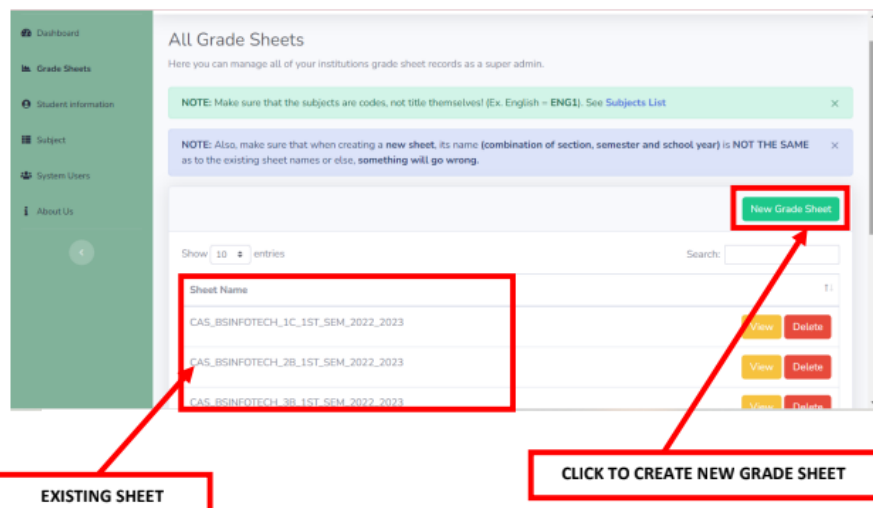 Dashboard
Grade Sheets
Student information
Subject
System Users
About Us
All Grade Sheets
Here you can manage all of your institutions grade sheet records as a super admin.
NOTE: Make sure that the subjects are codes, not title themselves! (Ex. English = ENG1). See Subjects List ×
NOTE: Also, make sure that when creating a new sheet, its name (combination of section, semester and school year) is NOT THE SAME ×
as to the existing sheet names or else, something will go wrong.
New Grade Sheet
Show 10 entries Search:
Sheet Name
CAS_BSINFOTECH_1C_1ST_SEM_2022_2023
View Delete
CAS_BSINFOTECH_2B_1ST_SEM_2022_2023
View Delete
CAS_BSINFOTECH_3B_1ST_SEM_2022_2023
View Delete
CLICK TO CREATE NEW GRADE SHEET
EXISTING SHEET